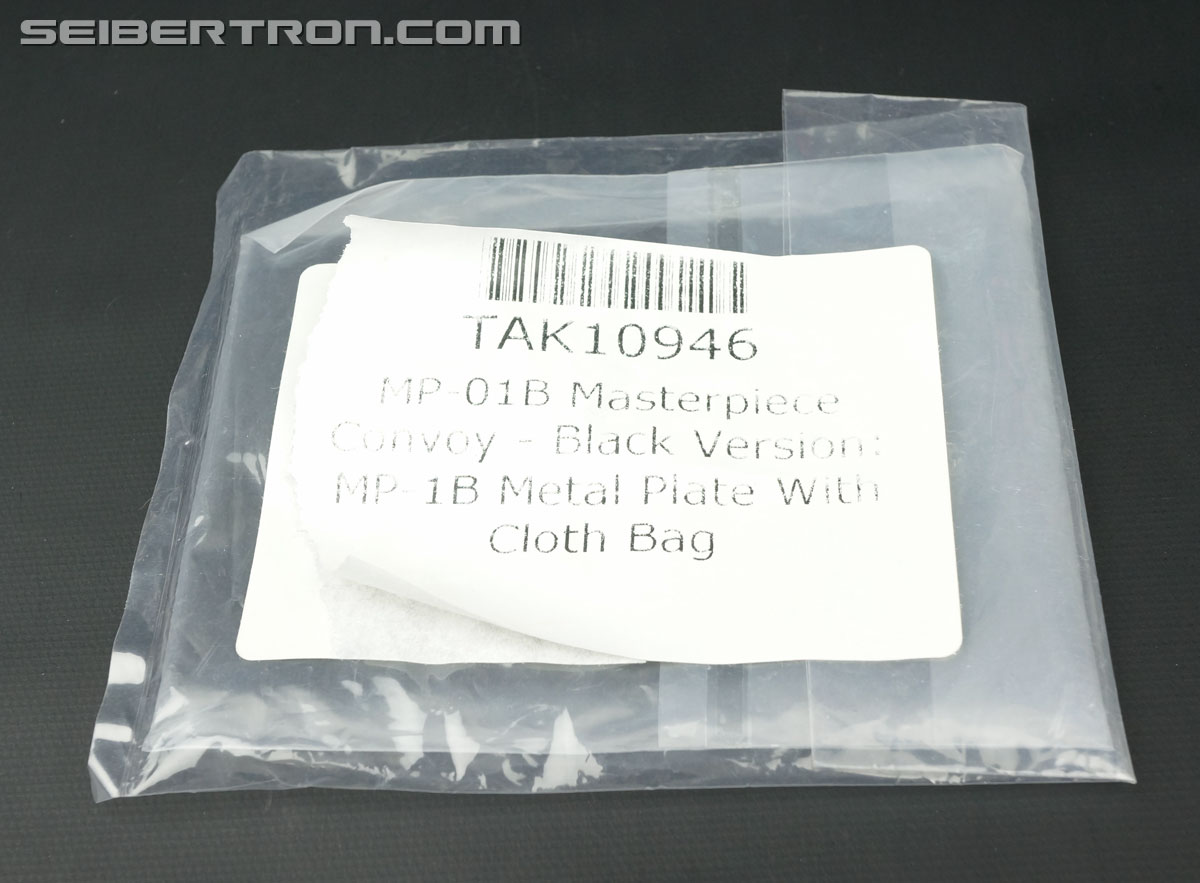 SEIBERTRON.COM
TAK10946
MP-01B Masterpiece
Convoy - Black Version:
MP-1B Metal Plate With
Cloth Bag